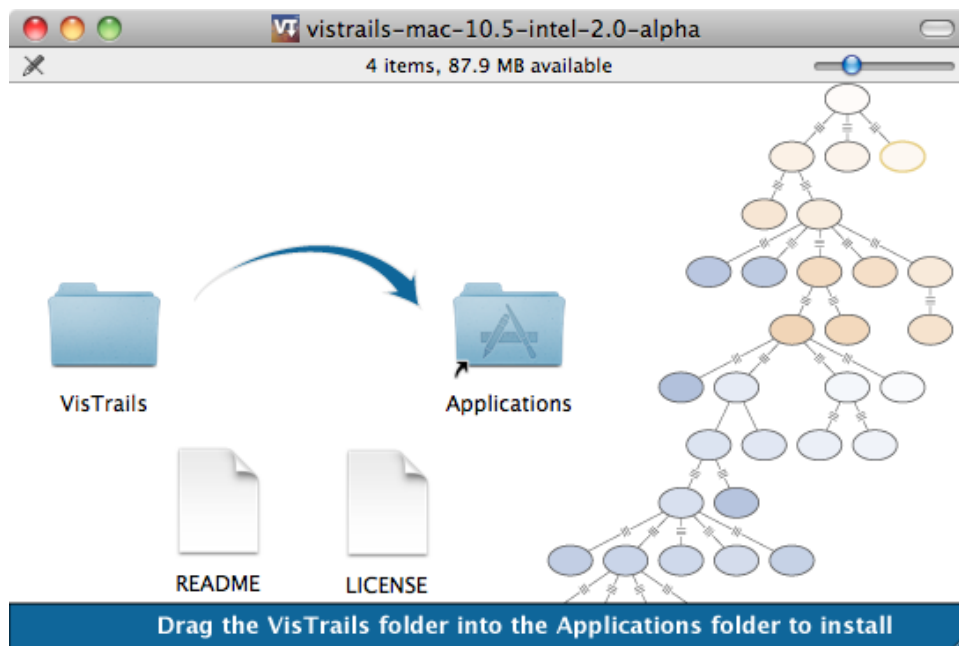 VT vistrails-mac-10.5-intel-2.0-alpha
4 items, 87.9 MB available
VisTrails
Applications
README
LICENSE
Drag the VisTrails folder into the Applications folder to install